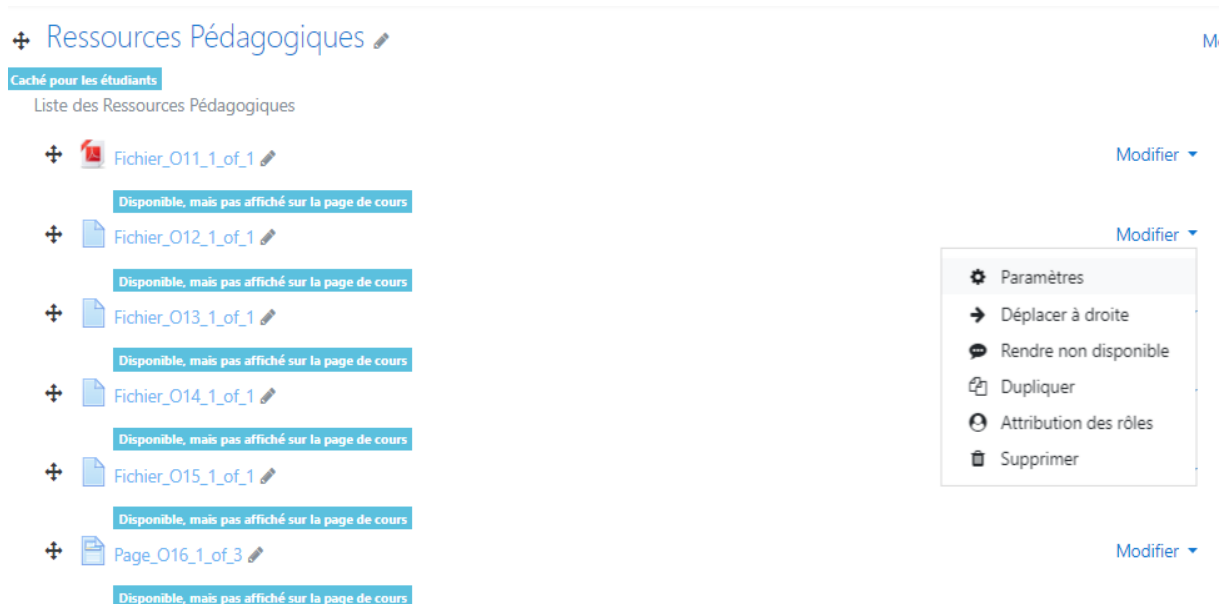 Ressources Pédagogiques
Caché pour les étudiants
Liste des Ressources Pédagogiques
Fichier_O11_1_of_1 Modifier
Disponible, mais pas affiché sur la page de cours
Fichier_O12_1_of_1 Modifier
Disponible, mais pas affiché sur la page de cours
Fichier_O13_1_of_1
Disponible, mais pas affiché sur la page de cours
Fichier_O14_1_of_1
Disponible, mais pas affiché sur la page de cours
Fichier_O15_1_of_1
Disponible, mais pas affiché sur la page de cours
Page_O16_1_of_3 Modifier
Disponible, mais pas affiché sur la page de cours
Paramètres
Déplacer à droite
Rendre non disponible
Dupliquer
Attribution des rôles
Supprimer